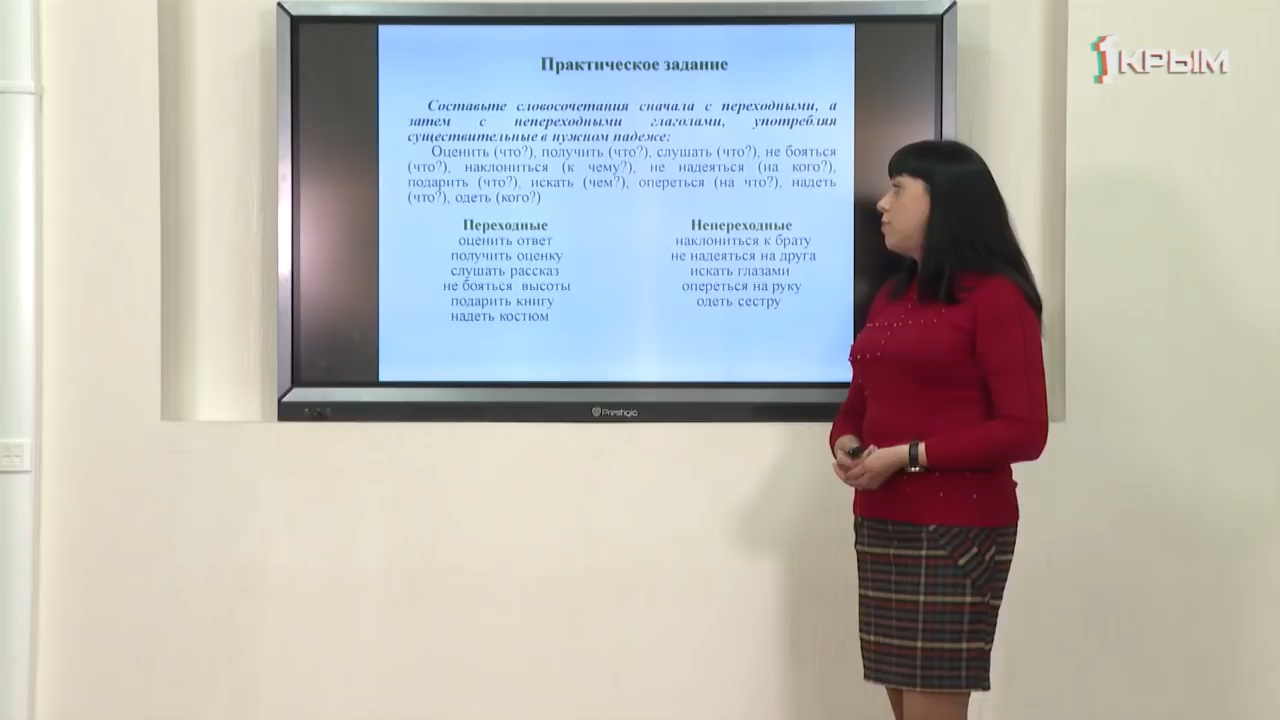 1 КРЫМ
Практическое задание
Составьте словосочетания сначала с переходными, а
затем с непереходными глаголами, употребляя
существительные в нужном падеже:
Оценить (что?), получить (что?), слушать (что?), не бояться
(что?), наклониться (к чему?), не надеяться (на кого?),
подарить (что?), искать (чем?), опереться (на что?), надеть
(что?), одеть (кого?)
Переходные
оценить ответ
получить оценку
слушать рассказ
не бояться высоты
подарить книгу
надеть костюм
Непереходные
наклониться к брату
не надеяться на друга
искать глазами
опереться на руку
одеть сестру
Prestigio